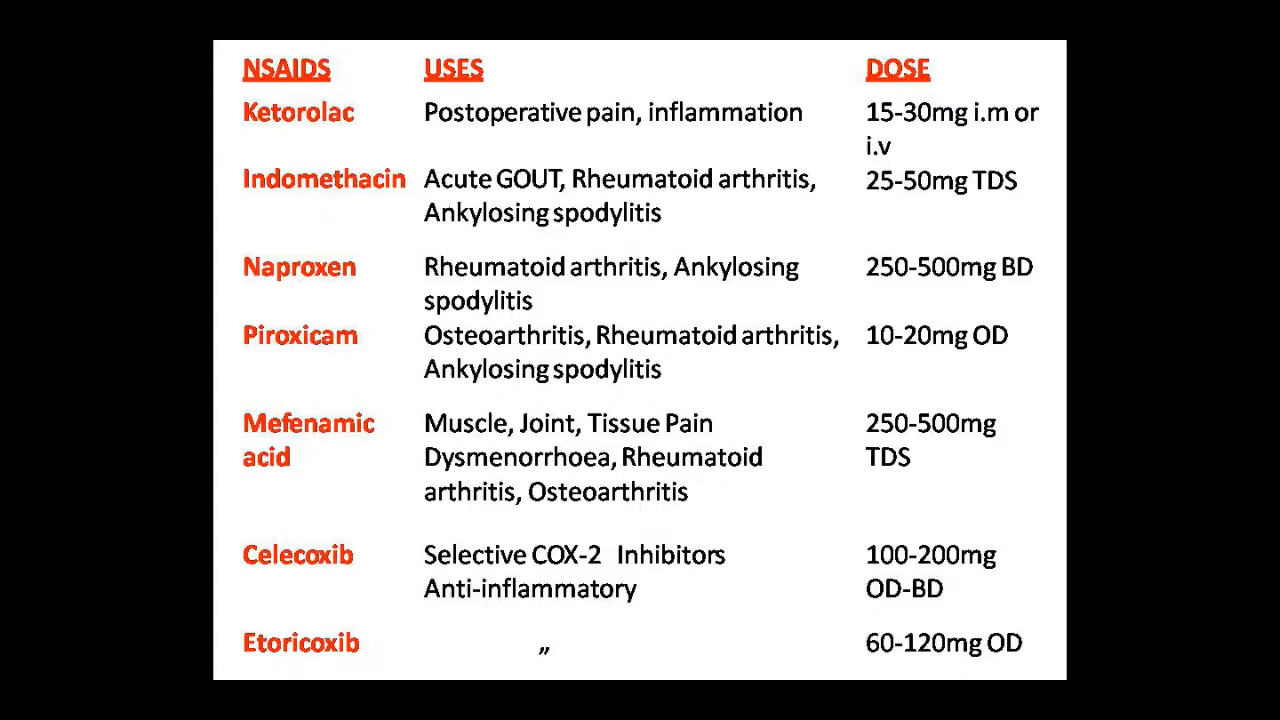 NSAIDS USES DOSE
Ketorolac Postoperative pain, inflammation 15-30mg i.m or
i.v
Indomethacin Acute GOUT, Rheumatoid arthritis, 25-50mg TDS
Ankylosing spodylitis
Naproxen Rheumatoid arthritis, Ankylosing 250-500mg BD
spodylitis
Piroxicam Osteoarthritis, Rheumatoid arthritis, 10-20mg OD
Ankylosing spodylitis
Mefenamic Muscle, Joint, Tissue Pain 250-500mg
acid Dysmenorrhoea, Rheumatoid TDS
arthritis, Osteoarthritis
Celecoxib Selective COX-2 Inhibitors 100-200mg
Anti-inflammatory OD-BD
Etoricoxib „ 60-120mg OD